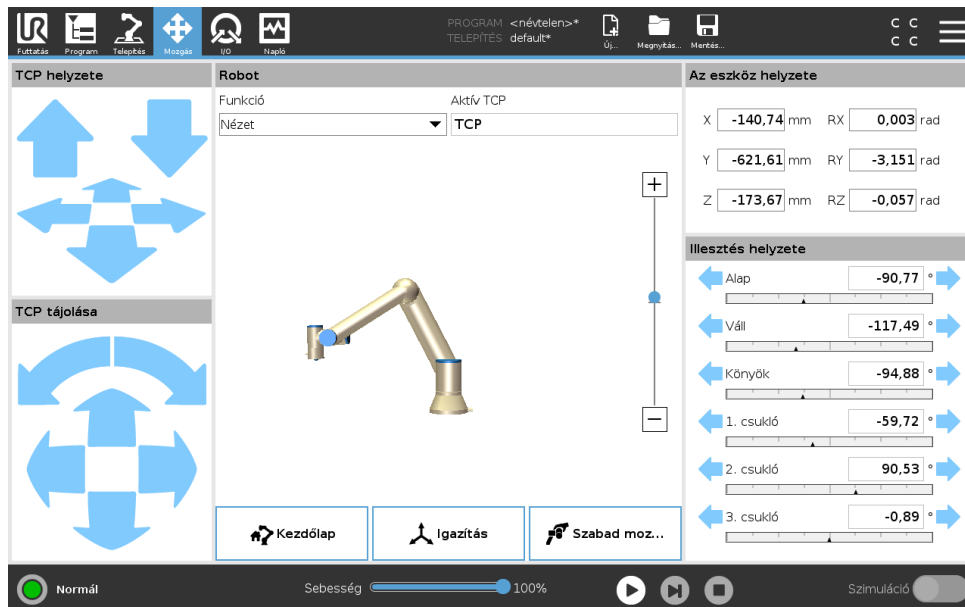 UR
PROGRAM <névtelen>*
TELEPÍTÉS default*
Futtatás Program Telepítés Mozgás I/O Napló Új... Megnyitás... Mentés...
C C
C C
TCP helyzete
Robot
Funkció
Aktív TCP
Nézet
TCP
+
−
Kezdőlap
Igazítás
Szabad moz...
TCP tájolása
Az eszköz helyzete
X -140,74 mm RX 0,003 rad
Y -621,61 mm RY -3,151 rad
Z -173,67 mm RZ -0,057 rad
Illesztés helyzete
Alap -90,77 °
Váll -117,49 °
Könyök -94,88 °
1. csukló -59,72 °
2. csukló 90,53 °
3. csukló -0,89 °
Normál
Sebesség 100%
Szimuláció